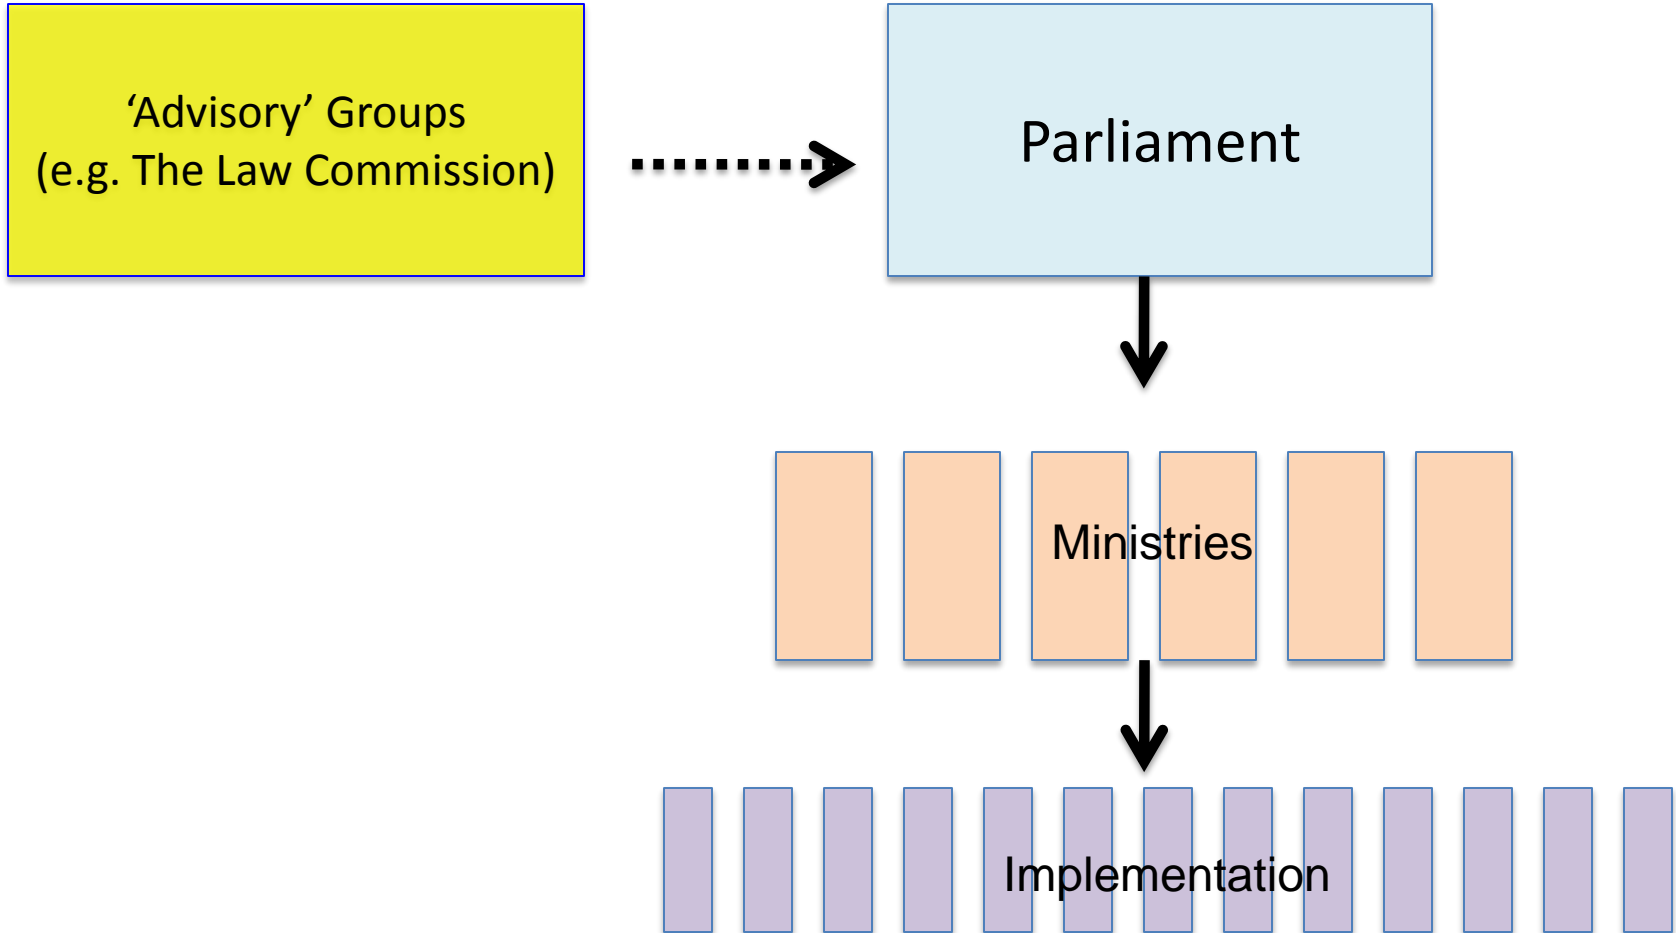 ‘Advisory’ Groups
(e.g. The Law Commission)
Parliament
Ministries
Implementation